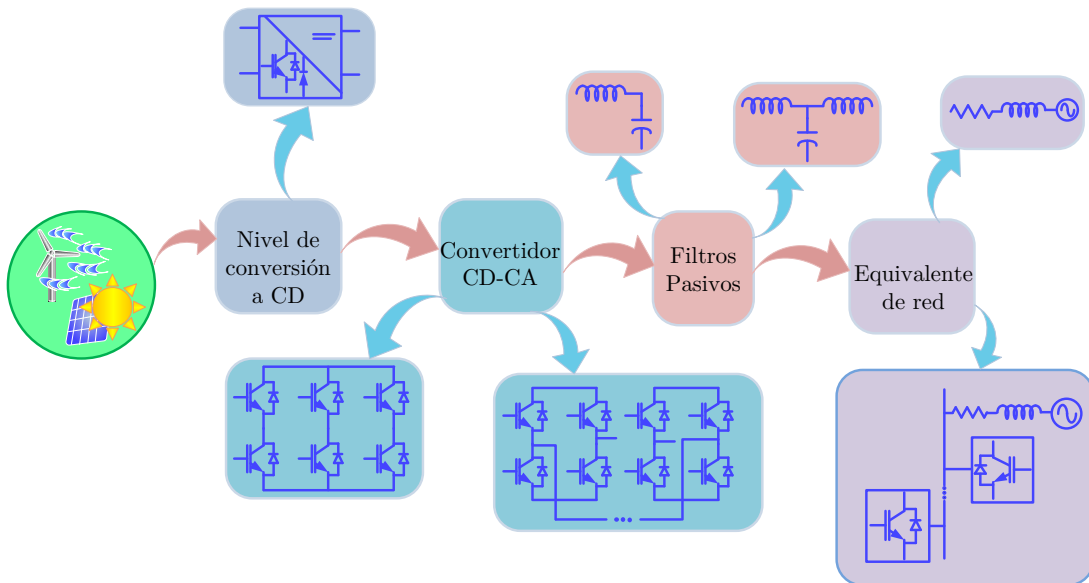 Nivel de
conversión
a CD
Convertidor
CD-CA
Filtros
Pasivos
Equivalente
de red